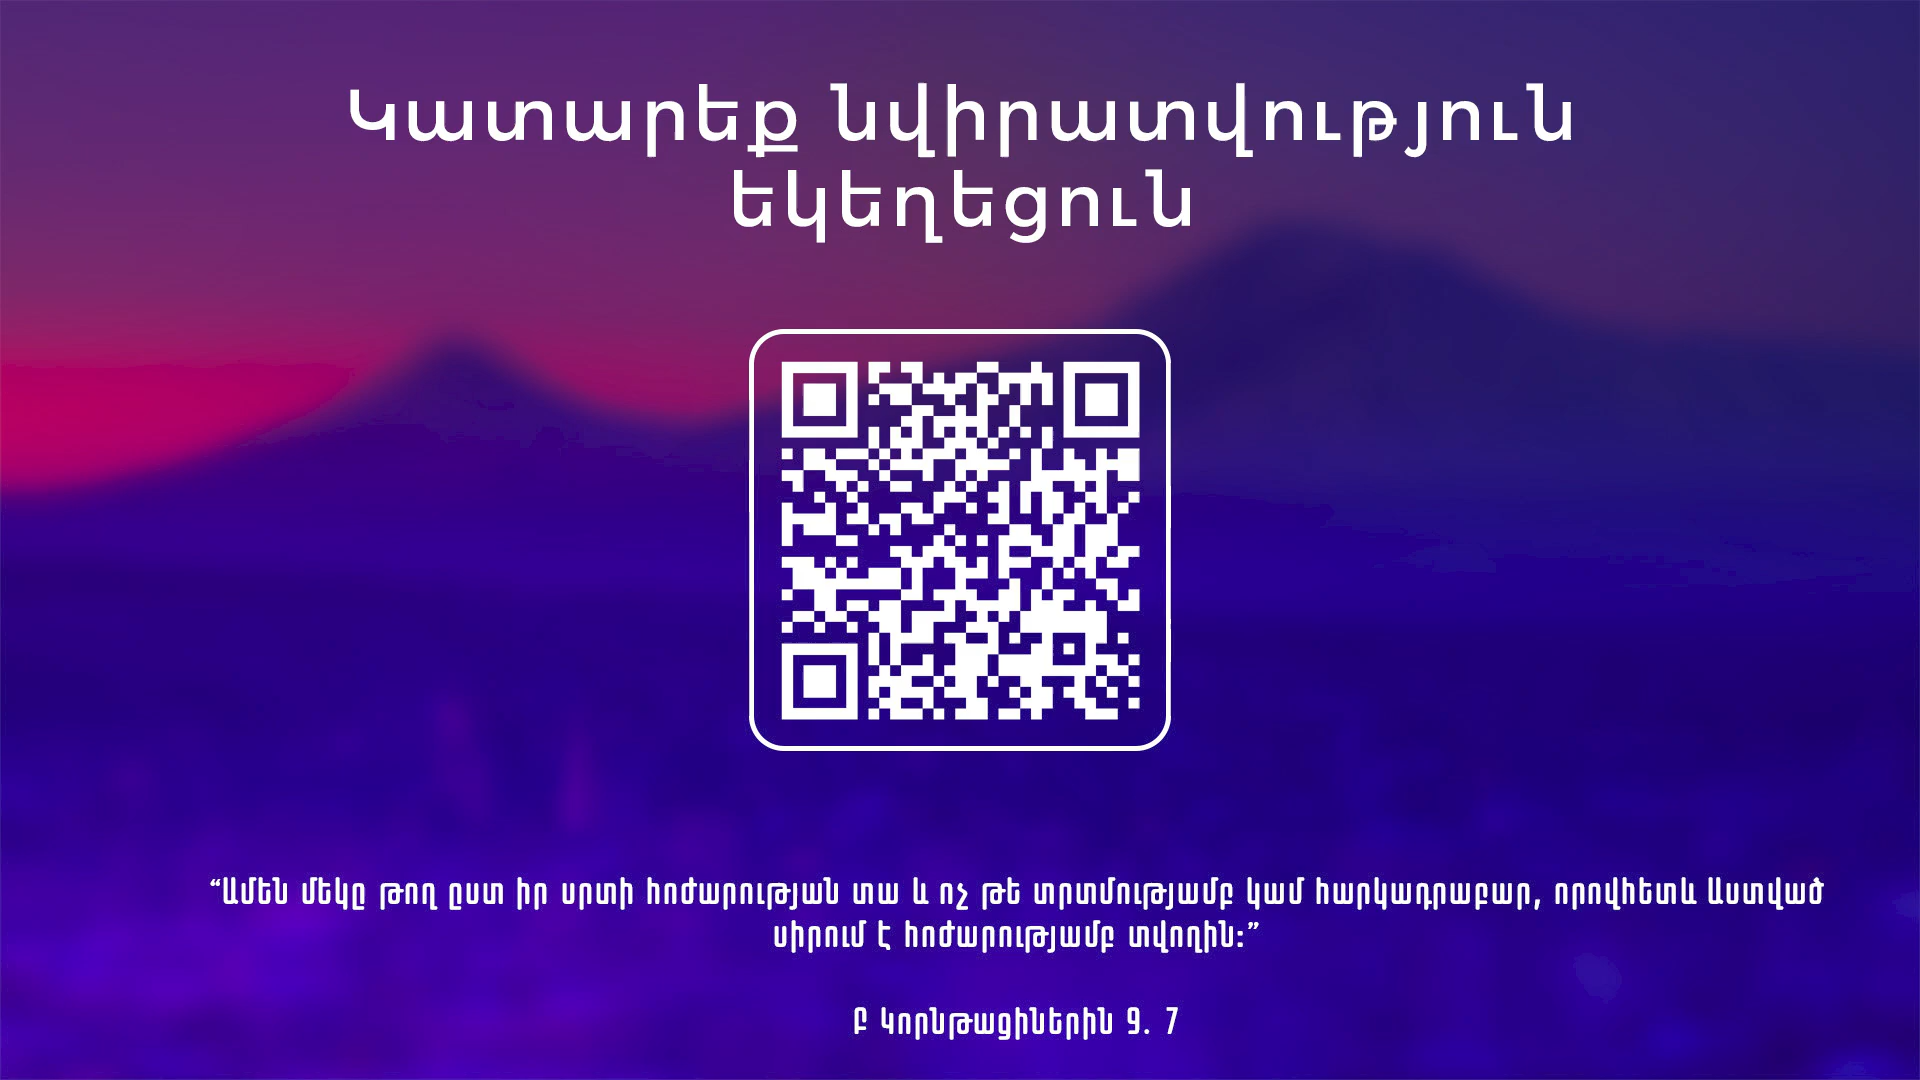 Կատարեք նվիրատվություն
եկեղեցուն
“Ամեն մեկը թող ըստ իր սրտի հոժարության տա և ոչ թե տրտմությամբ կամ հարկադրաբար, որովհետև Աստված
սիրում է հոժարությամբ տվողին:”
Բ Կորնթացիներին 9. 7